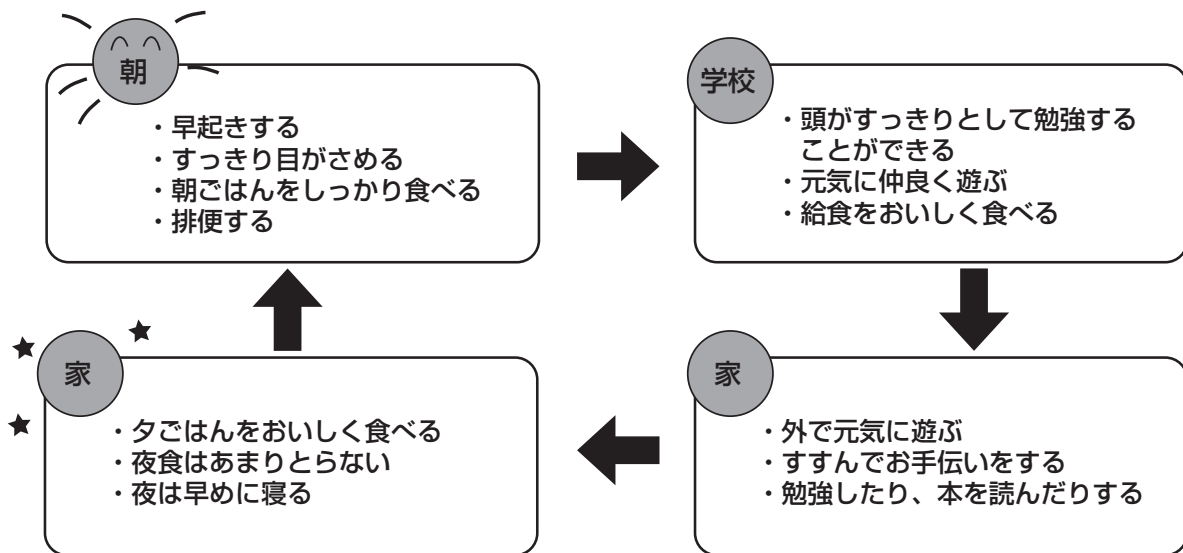 朝
・早起きする
・すっきり目がさめる
・朝ごはんをしっかり食べる
・排便する
学校
・頭がすっきりとして勉強する
ことができる
・元気に仲良く遊ぶ
・給食をおいしく食べる
家
・外で元気に遊ぶ
・すすんでお手伝いをする
・勉強したり、本を読んだりする
家
・夕ごはんをおいしく食べる
・夜食はあまりとらない
・夜は早めに寝る